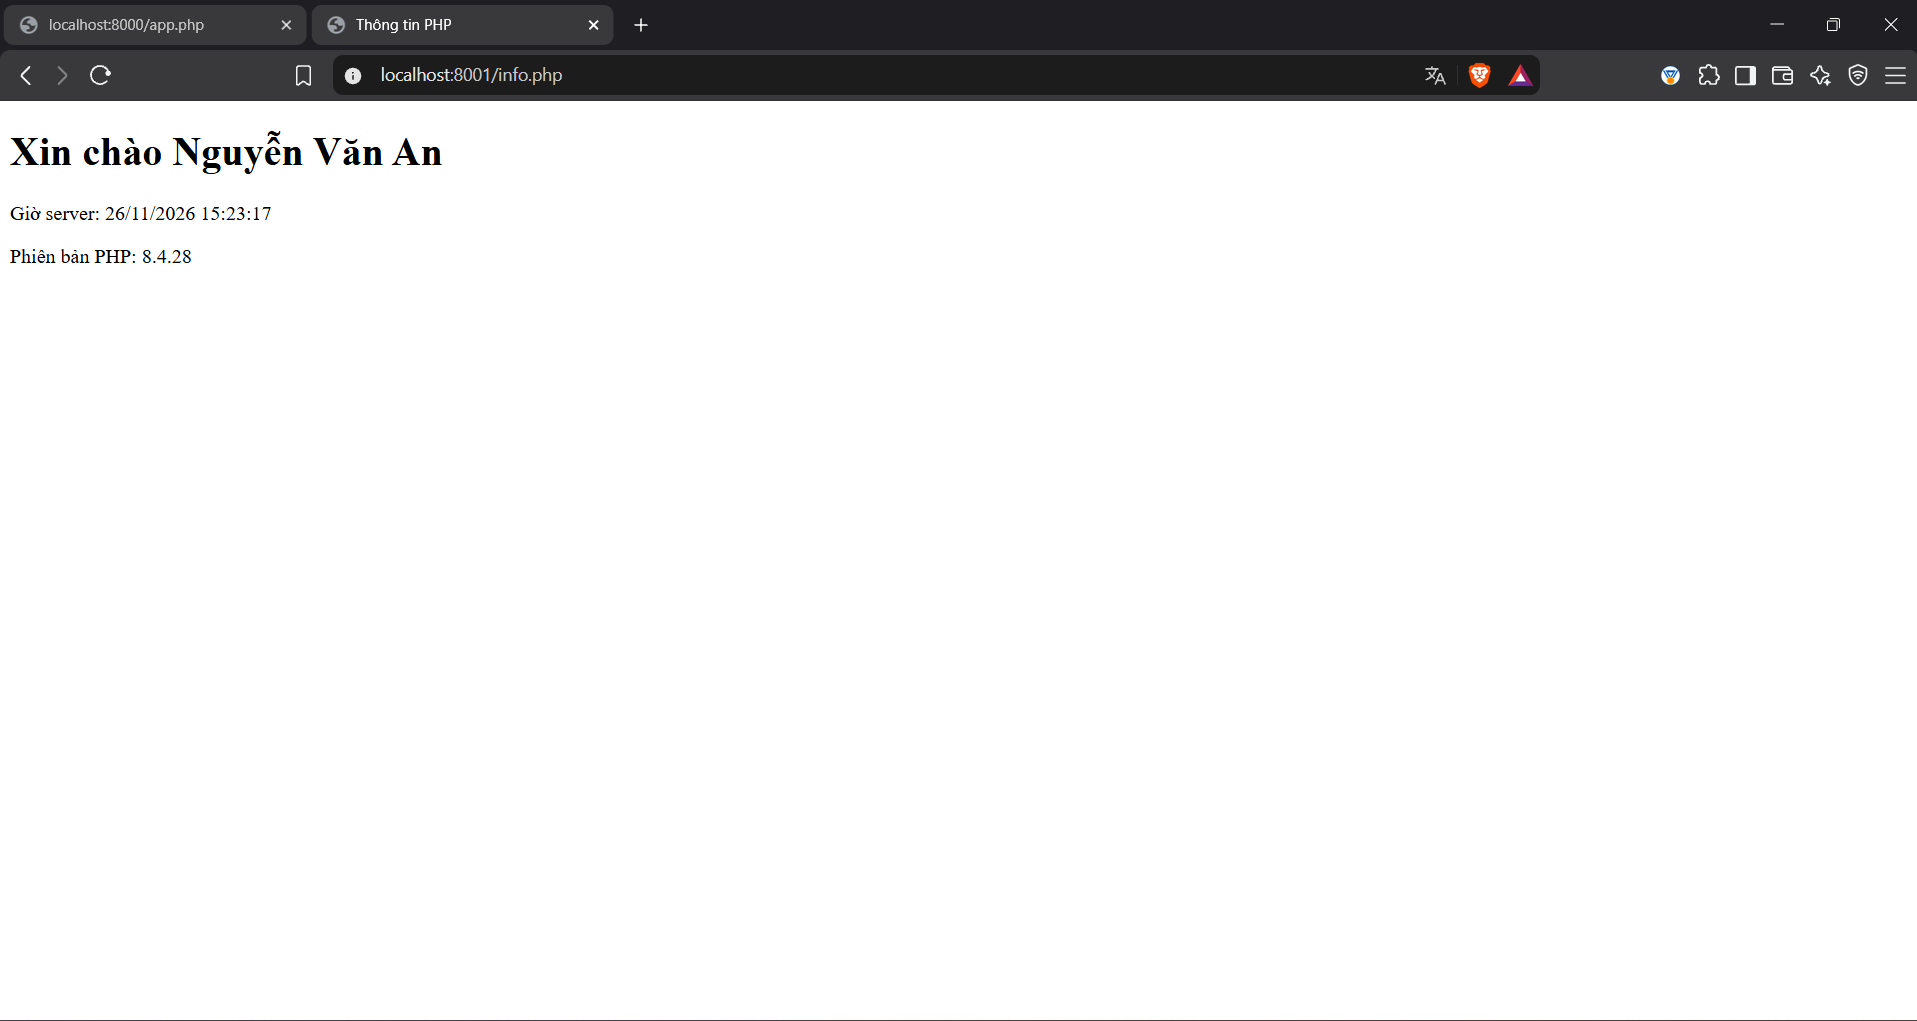 localhost:8000/app.php
Thông tin PHP
localhost:8001/info.php
Xin chào Nguyễn Văn An
Giờ server: 26/11/2026 15:23:17
Phiên bản PHP: 8.4.28